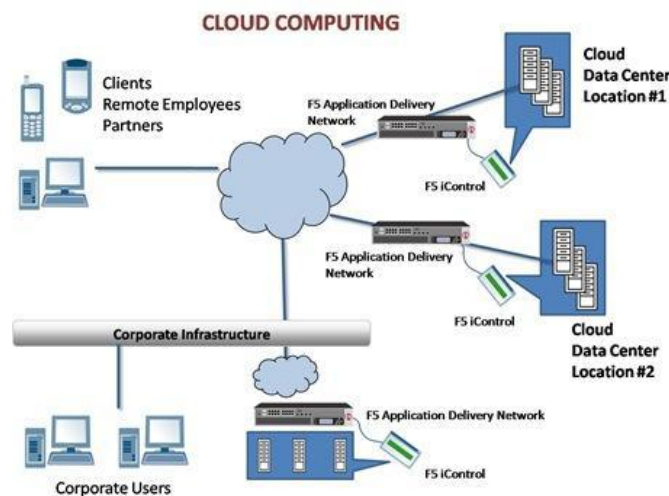 CLOUD COMPUTING
Clients
Remote Employees
Partners
F5 Application Delivery
Network
F5 iControl
Cloud
Data Center
Location #1
F5 Application Delivery
Network
F5 iControl
Cloud
Data Center
Location #2
Corporate Infrastructure
F5 Application Delivery Network
F5 iControl
Corporate Users